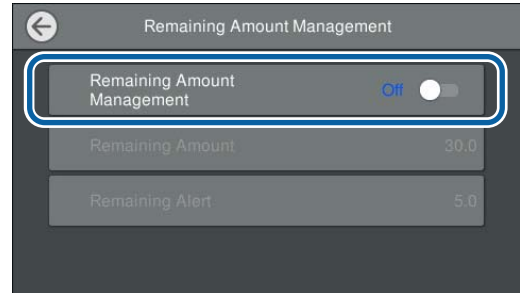 Remaining Amount Management
Remaining Amount
Management
Off
Remaining Amount
30.0
Remaining Alert
5.0